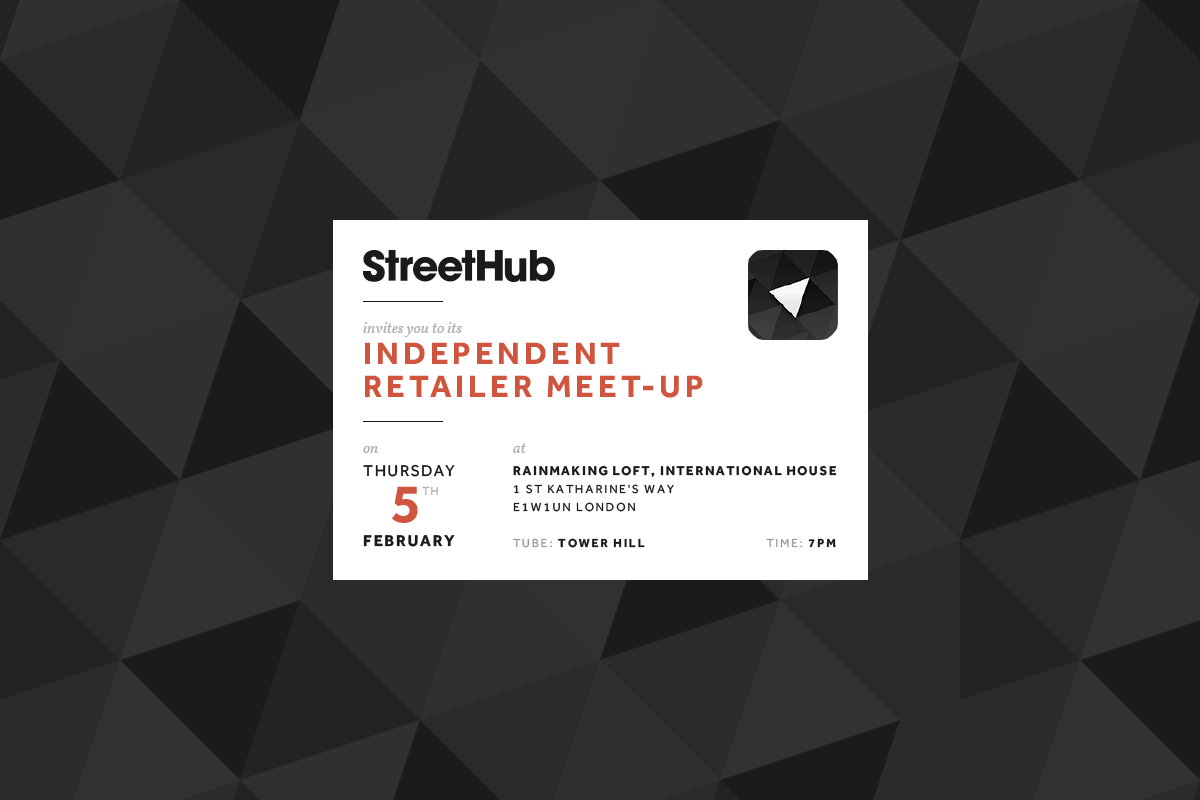 StreetHub
invites you to its
INDEPENDENT
RETAILER MEET-UP
on
THURSDAY
5TH
FEBRUARY
at
RAINMAKING LOFT, INTERNATIONAL HOUSE
1 ST KATHARINE'S WAY
E1W1UN LONDON
TUBE: TOWER HILL
TIME: 7PM